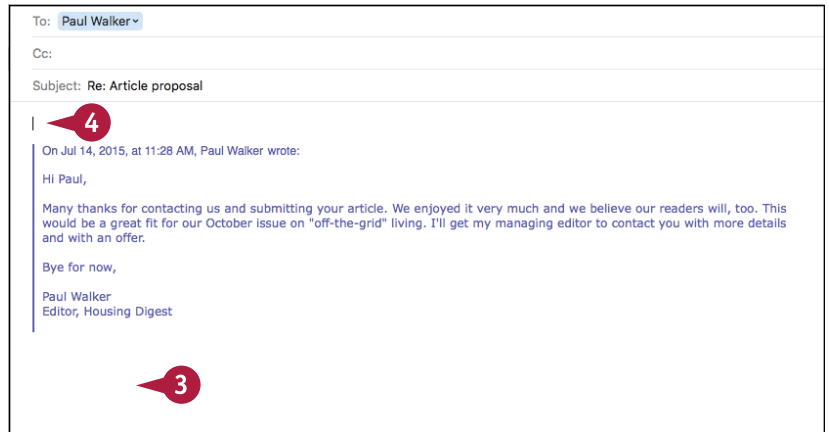 To: Paul Walker
Cc:
Subject: Re: Article proposal
4
On Jul 14, 2015, at 11:28 AM, Paul Walker wrote:
Hi Paul,
Many thanks for contacting us and submitting your article. We enjoyed it very much and we believe our readers will, too. This
would be a great fit for our October issue on "off-the-grid" living. I'll get my managing editor to contact you with more details
and with an offer.
Bye for now,
Paul Walker
Editor, Housing Digest
3